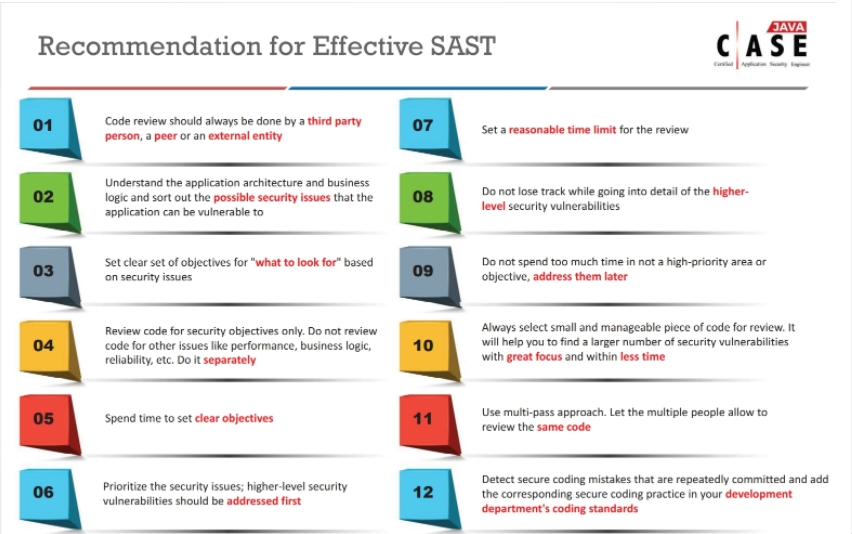 Recommendation for Effective SAST
JAVA
C A S E
Certified Application Security Engineer
01
Code review should always be done by a third party
person, a peer or an external entity
02
Understand the application architecture and business
logic and sort out the possible security issues that the
application can be vulnerable to
03
Set clear set of objectives for "what to look for" based
on security issues
04
Review code for security objectives only. Do not review
code for other issues like performance, business logic,
reliability, etc. Do it separately
05
Spend time to set clear objectives
06
Prioritize the security issues; higher-level security
vulnerabilities should be addressed first
07
Set a reasonable time limit for the review
08
Do not lose track while going into detail of the higher-
level security vulnerabilities
09
Do not spend too much time in not a high-priority area or
objective, address them later
10
Always select small and manageable piece of code for review. It
will help you to find a larger number of security vulnerabilities
with great focus and within less time
11
Use multi-pass approach. Let the multiple people allow to
review the same code
12
Detect secure coding mistakes that are repeatedly committed and add
the corresponding secure coding practice in your development
department's coding standards